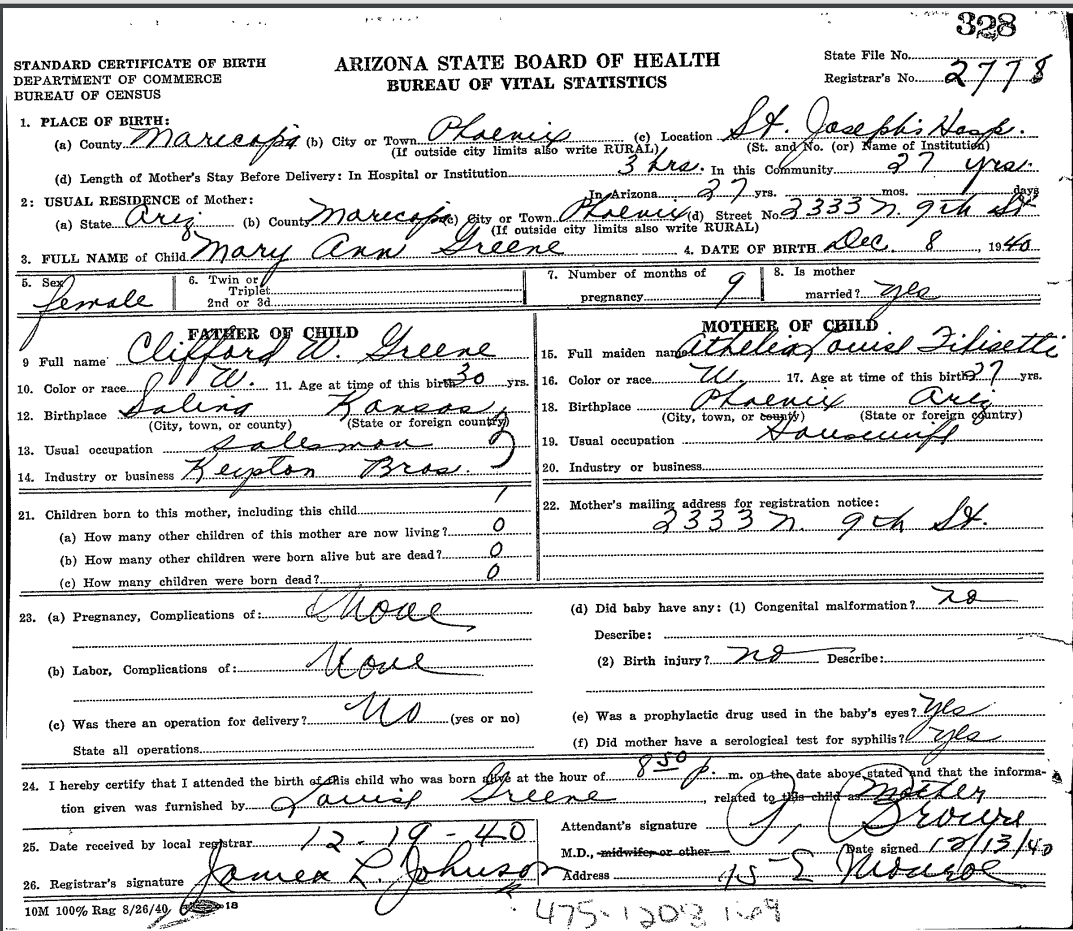 328
STANDARD CERTIFICATE OF BIRTH
DEPARTMENT OF COMMERCE
BUREAU OF CENSUS
ARIZONA STATE BOARD OF HEALTH
BUREAU OF VITAL STATISTICS
State File No.
Registrar's No. 2778
1. PLACE OF BIRTH:
(a) County Maricopa (b) City or Town Phoenix (c) Location St. Joseph's Hosp.
(If outside city limits also write RURAL) (St. and No. (or) Name of Institution)
(d) Length of Mother's Stay Before Delivery: In Hospital or Institution 3 hrs. In this Community 27 yrs.
In Arizona 27 yrs. mos. days
2: USUAL RESIDENCE of Mother:
(a) State Ariz (b) County Maricopa (c) City or Town Phoenix (d) Street No. 2333 N. 9th St
(If outside city limits also write RURAL)
3. FULL NAME of Child Mary Ann Greene 4. DATE OF BIRTH Dec. 8, 1940
5. Sex female
6. Twin or Triplet 2nd or 3d
7. Number of months of pregnancy 9
8. Is mother married? yes
FATHER OF CHILD
9 Full name Clifford W. Greene
10. Color or race W. 11. Age at time of this birth 30 yrs.
12. Birthplace Salina Kansas
(City, town, or county) (State or foreign country)
13. Usual occupation salesman
14. Industry or business Bros.
MOTHER OF CHILD
15. Full maiden name Louise Filisetti
16. Color or race W 17. Age at time of this birth 27 yrs.
18. Birthplace Phoenix Ariz
(City, town, or county) (State or foreign country)
19. Usual occupation Housewife
20. Industry or business
21. Children born to this mother, including this child 1
(a) How many other children of this mother are now living? 0
(b) How many other children were born alive but are dead? 0
(c) How many children were born dead? 0
22. Mother's mailing address for registration notice:
2333 N. 9th St.
23. (a) Pregnancy, Complications of: None
(b) Labor, Complications of: None
(c) Was there an operation for delivery? No (yes or no)
State all operations
(d) Did baby have any: (1) Congenital malformation? no
Describe:
(2) Birth injury? no Describe:
(e) Was a prophylactic drug used in the baby's eyes? yes
(f) Did mother have a serological test for syphilis? yes
24. I hereby certify that I attended the birth of this child who was born alive at the hour of 8 50 p. m. on the date above stated and that the informa-
tion given was furnished by Louise Greene, related to this child as Mother
25. Date received by local registrar 12-19-40
26. Registrar's signature James L. Johnson
Attendant's signature
M.D., midwife or other Date signed 12/13/40
Address 15 E Monroe
10M 100% Rag 8/26/40 18